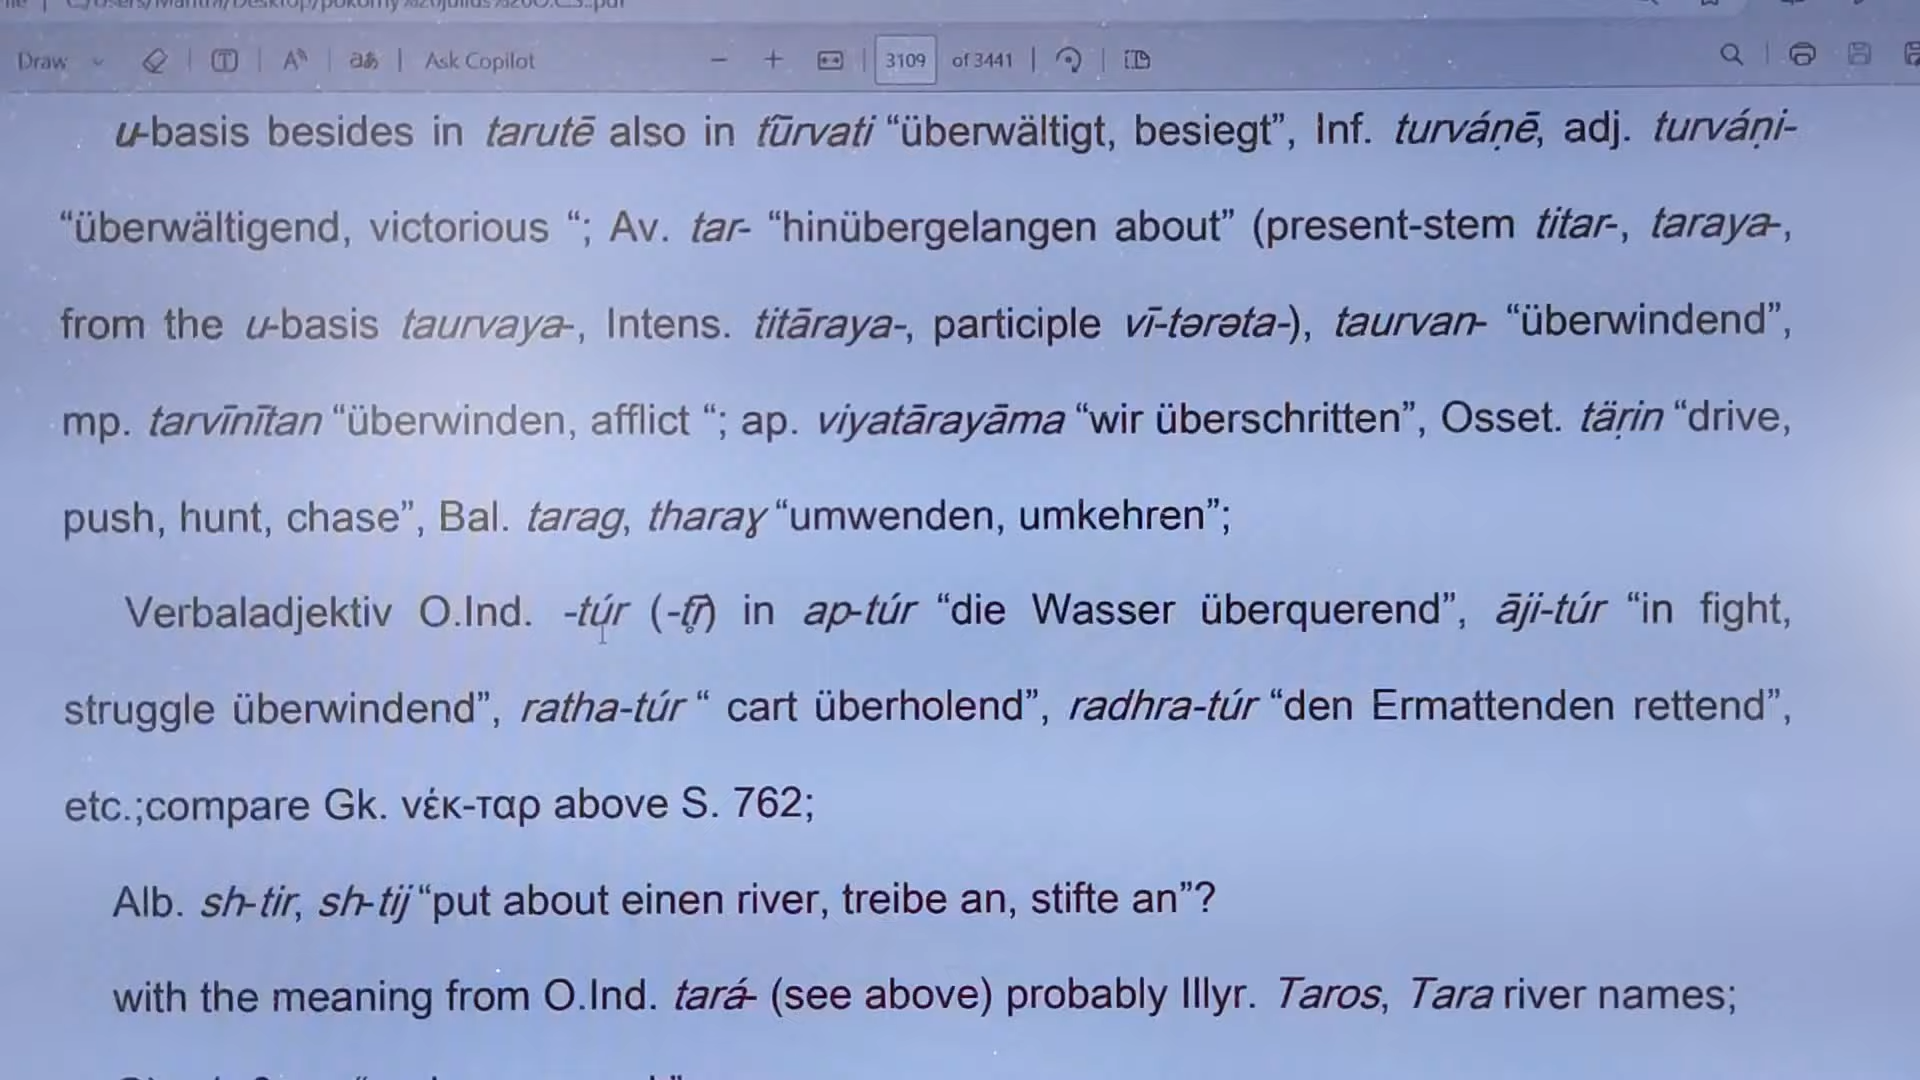 Draw
Ask Copilot
3109 of 3441
u-basis besides in tarutē also in tū̆rvati “überwältigt, besiegt”, Inf. turváṇē, adj. turváṇi-
“überwältigend, victorious “; Av. tar- “hinübergelangen about” (present-stem titar-, taraya-,
from the u-basis taurvaya-, Intens. titāraya-, participle vī-tərəta-), taurvan- “überwindend”,
mp. tarvīnītan “überwinden, afflict “; ap. viyatārayāma “wir überschritten”, Osset. täṛin “drive,
push, hunt, chase”, Bal. tarag, tharaɣ “umwenden, umkehren”;
Verbaladjektiv O.Ind. -túr (-tr̥̄) in ap-túr “die Wasser überquerend”, āji-túr “in fight,
struggle überwindend”, ratha-túr “ cart überholend”, radhra-túr “den Ermattenden rettend”,
etc.;compare Gk. νέκ-ταρ above S. 762;
Alb. sh-tir, sh-tij “put about einen river, treibe an, stifte an”?
with the meaning from O.Ind. tará- (see above) probably Illyr. Taros, Tara river names;